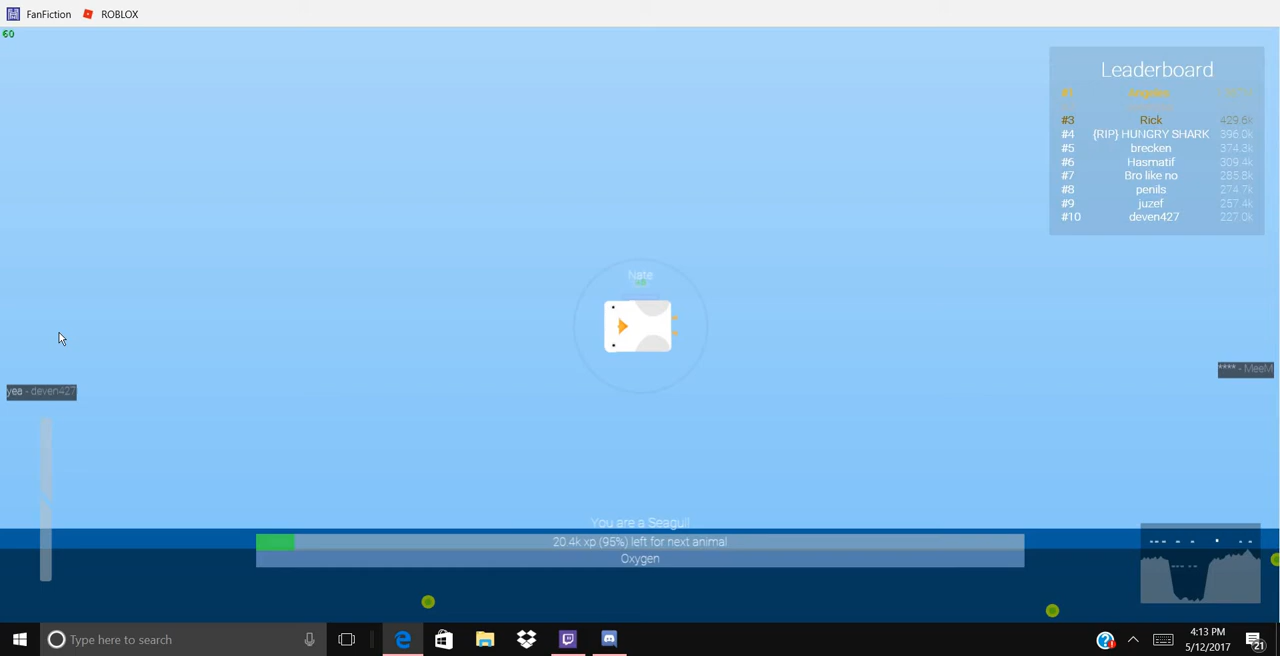 FanFiction ROBLOX
60
Leaderboard
#1
#3 Rick 429.6k
#4 {RIP} HUNGRY SHARK 396.0k
#5 brecken 374.3k
#6 Hasmatif 309.4k
#7 Bro like no 285.8k
#8 penils 274.7k
#9 juzef 257.4k
#10 deven427 227.0k
Nate
**** - MeeM
yea - deven427
You are a Seagull
20.4k xp (95%) left for next animal
Oxygen
Type here to search
4:13 PM
5/12/2017
21